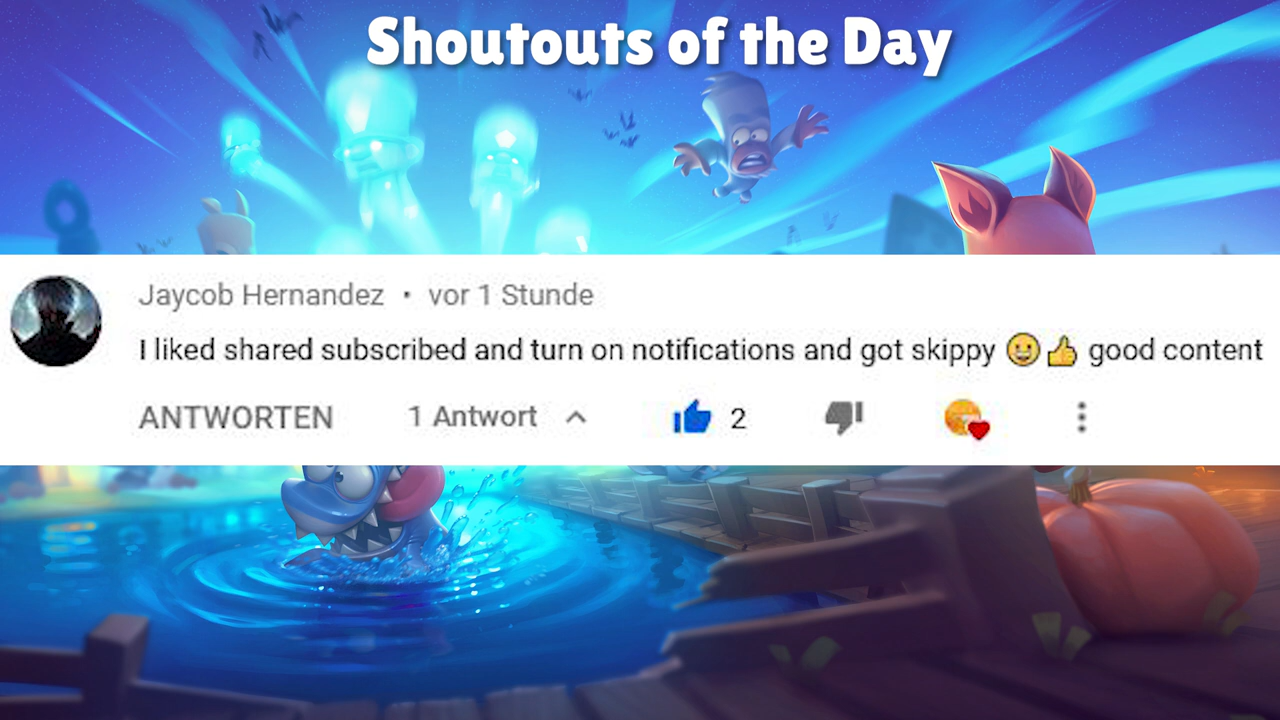 Shoutouts of the Day
Jaycob Hernandez • vor 1 Stunde
I liked shared subscribed and turn on notifications and got skippy 😀👍 good content
ANTWORTEN 1 Antwort 2